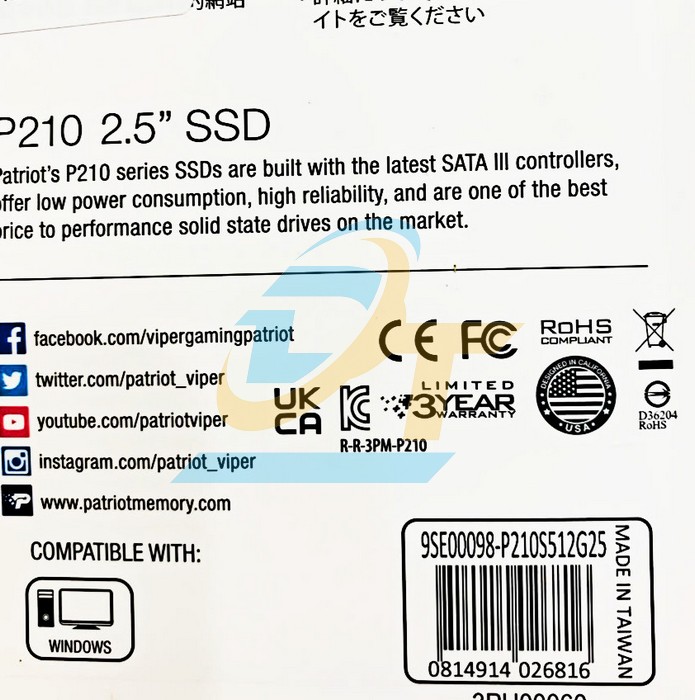 イトをご覧ください
P210 2.5” SSD
Patriot's P210 series SSDs are built with the latest SATA III controllers,
offer low power consumption, high reliability, and are one of the best
price to performance solid state drives on the market.
facebook.com/vipergamingpatriot
twitter.com/patriot_viper
youtube.com/patriotviper
instagram.com/patriot_viper
www.patriotmemory.com
CE FC
RoHS
COMPLIANT
UK
CA
KC
R-R-3PM-P210
LIMITED
3YEAR
WARRANTY
DESIGNED IN CALIFORNIA
USA
D36204
RoHS
DT
COMPATIBLE WITH:
WINDOWS
9SE00098-P210S512G25
0814914 026816
MADE IN TAIWAN